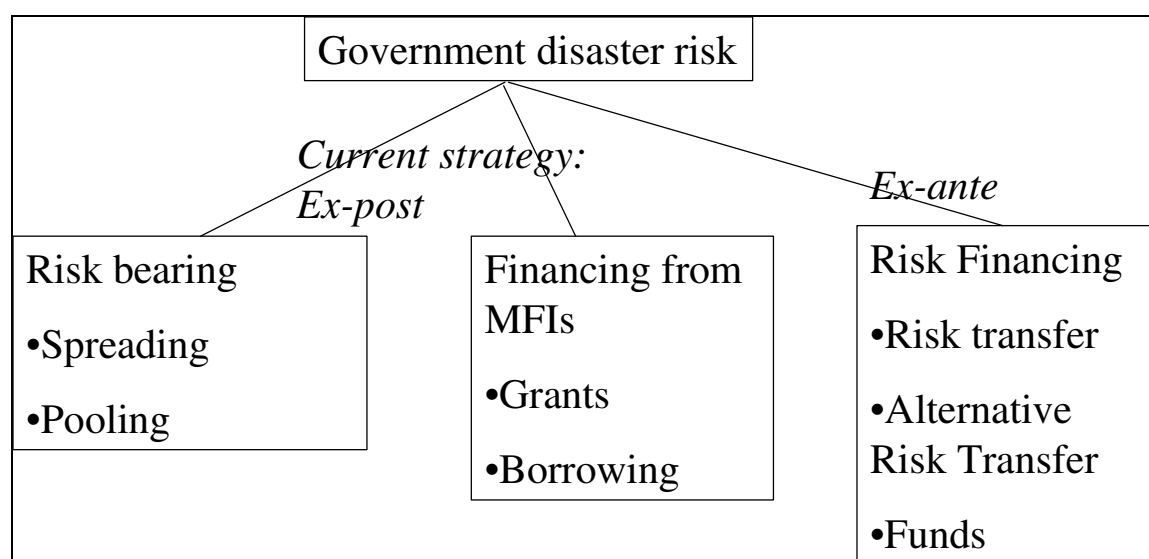 Government disaster risk
Current strategy:
Ex-post
Ex-ante
Risk bearing
•Spreading
•Pooling
Financing from
MFIs
•Grants
•Borrowing
Risk Financing
•Risk transfer
•Alternative
Risk Transfer
•Funds